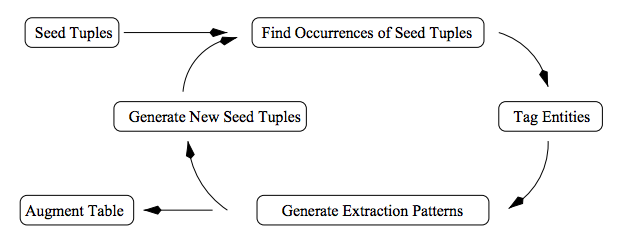 Seed Tuples
Find Occurrences of Seed Tuples
Generate New Seed Tuples
Tag Entities
Augment Table
Generate Extraction Patterns